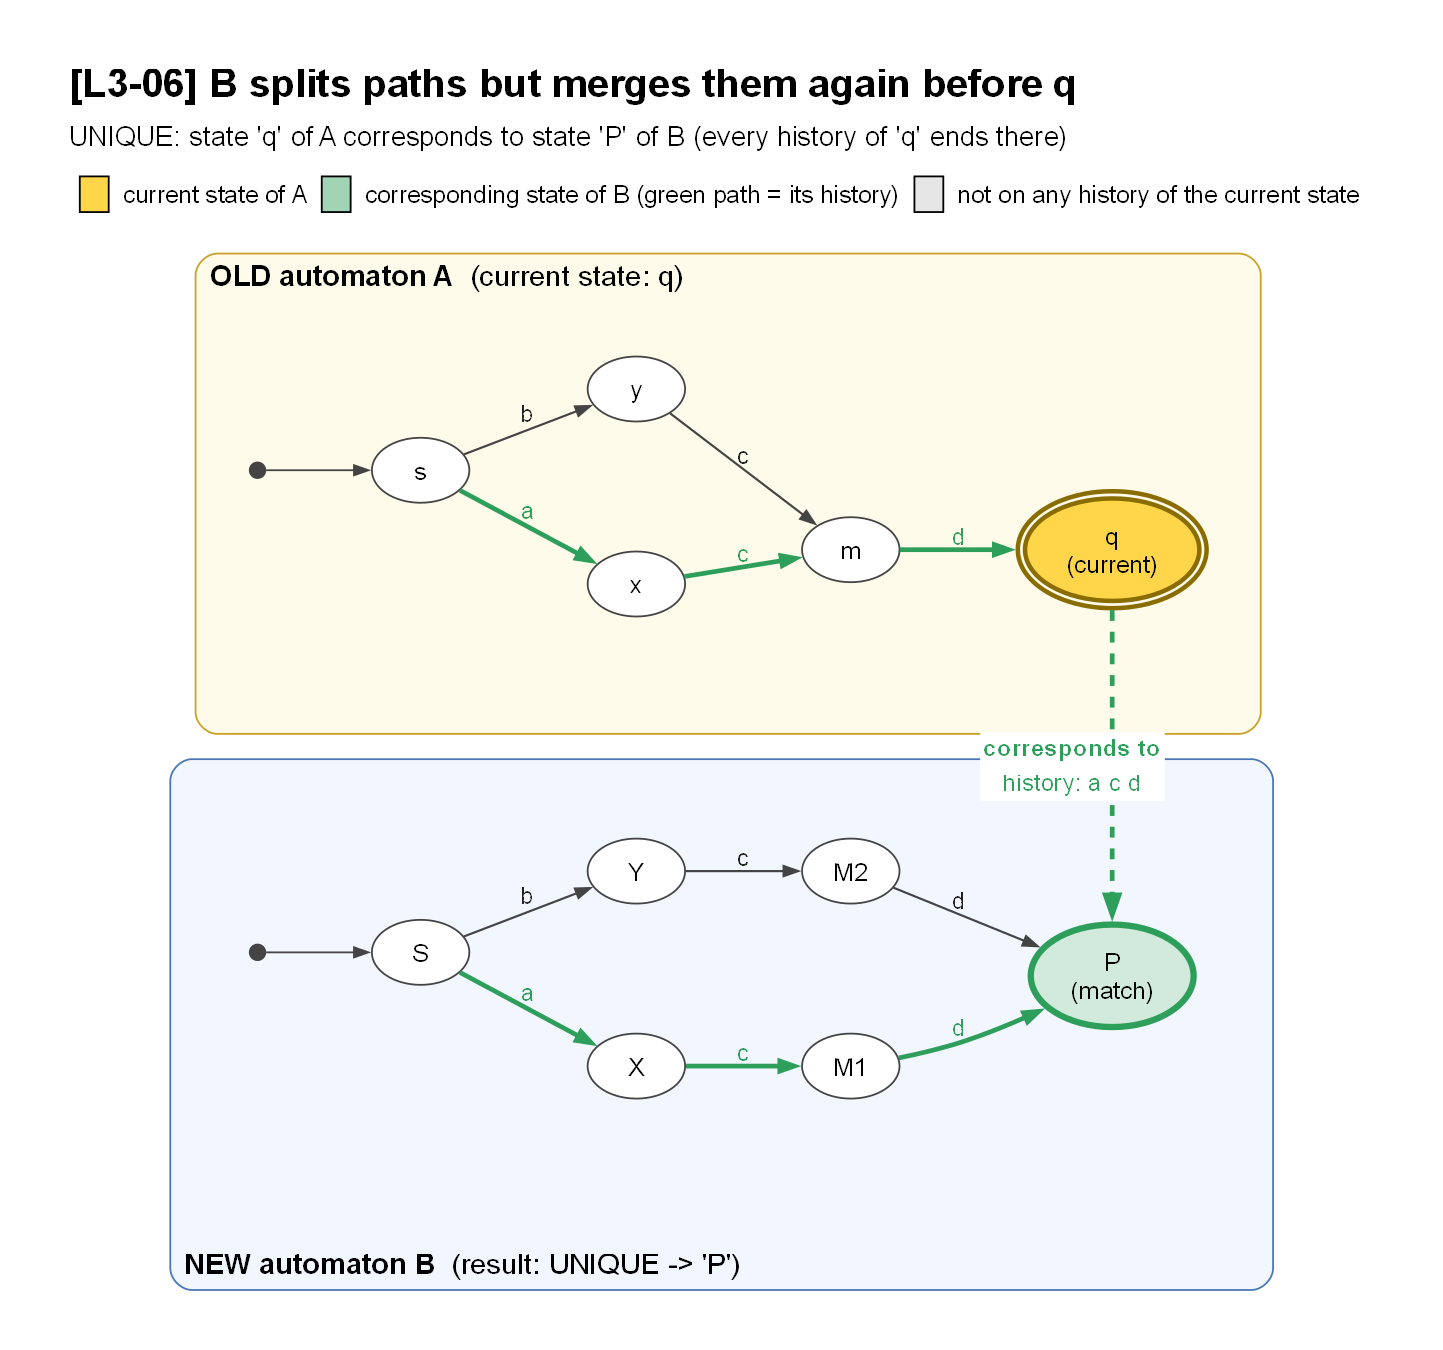 [L3-06] B splits paths but merges them again before q
UNIQUE: state 'q' of A corresponds to state 'P' of B (every history of 'q' ends there)
current state of A
corresponding state of B (green path = its history)
not on any history of the current state
OLD automaton A (current state: q)
y
b
c
s
a
q
(current)
d
m
c
x
corresponds to
history: a c d
Y
c
M2
b
d
S
P
(match)
a
d
c
X
M1
NEW automaton B (result: UNIQUE -> 'P')